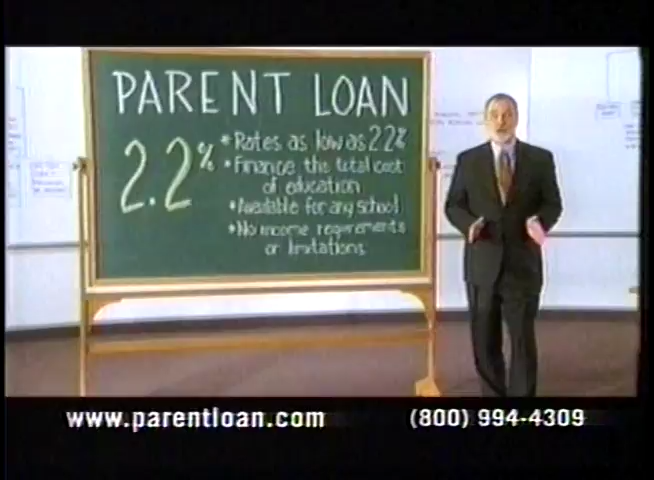 PARENT LOAN
2.2%
*Rates as low as 2.2%
•Finance the total cost
of education
•Available for any school
•No income requirements
or limitations
www.parentloan.com
(800) 994-4309